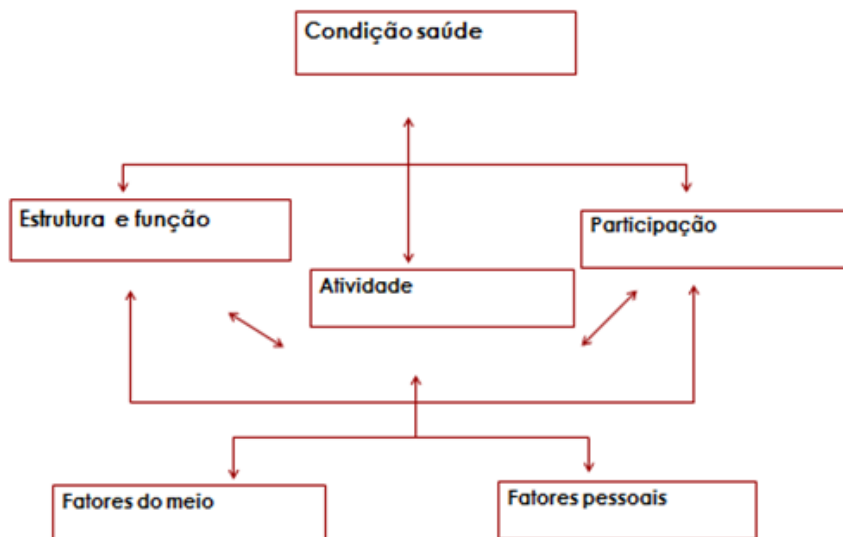 Condição saúde
Estrutura e função
Participação
Atividade
Fatores do meio
Fatores pessoais